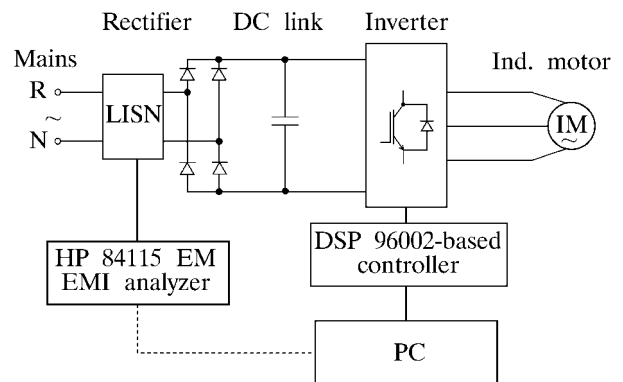 Rectifier
DC link
Inverter
Mains
Ind. motor
R
LISN
~
N
IM
~
HP 84115 EM
EMI analyzer
DSP 96002-based
controller
PC